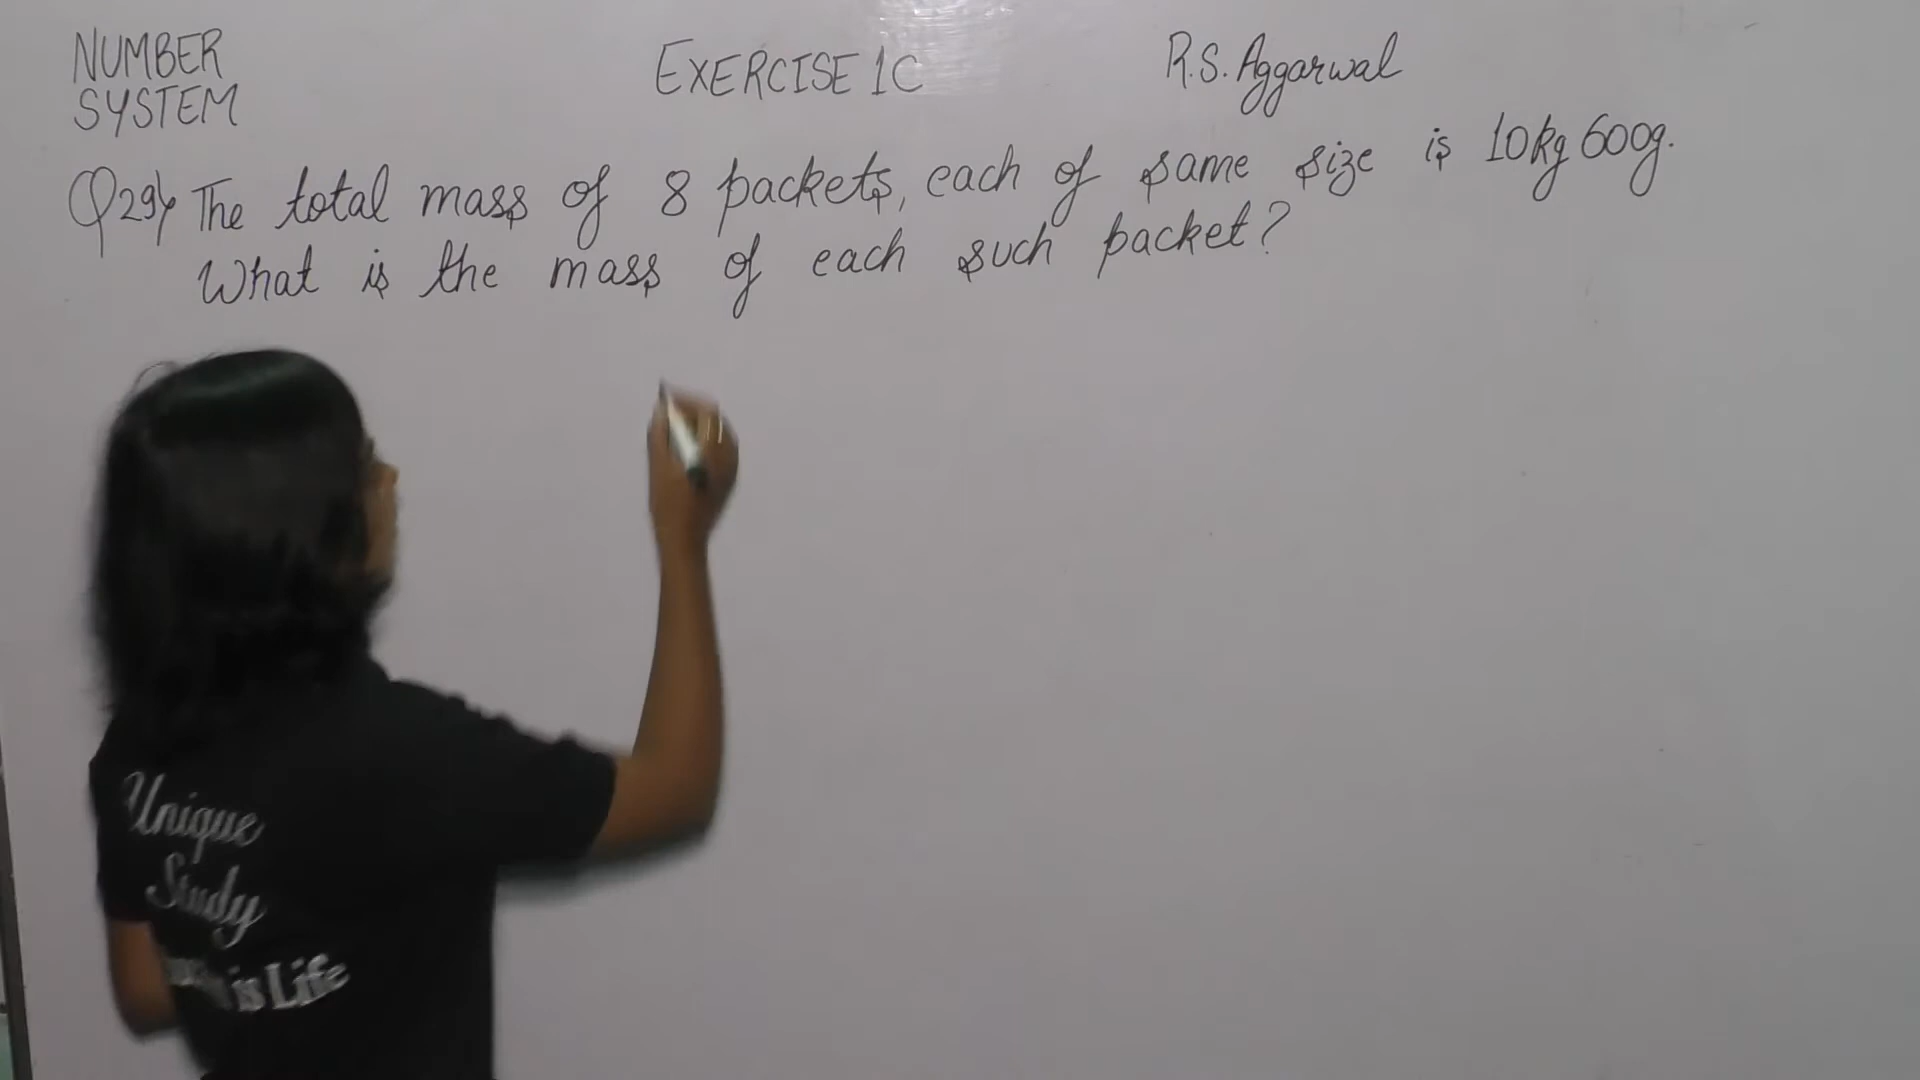 NUMBER
SYSTEM
EXERCISE 1C
R.S. Aggarwal
Q29) The total mass of 8 packets, each of same size is 10kg 600g.
What is the mass of each such packet?
Unique
Study
is Life